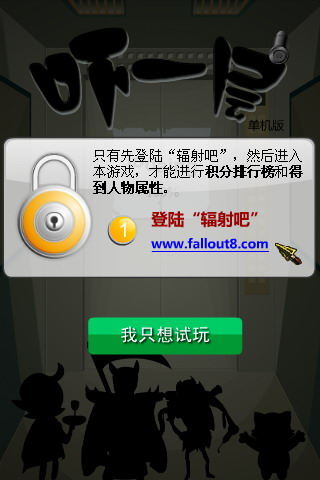 吓一层
单机版
只有先登陆“辐射吧”，然后进入
本游戏，才能进行积分排行榜和得
到人物属性。
1 登陆“辐射吧”
www.fallout8.com
我只想试玩